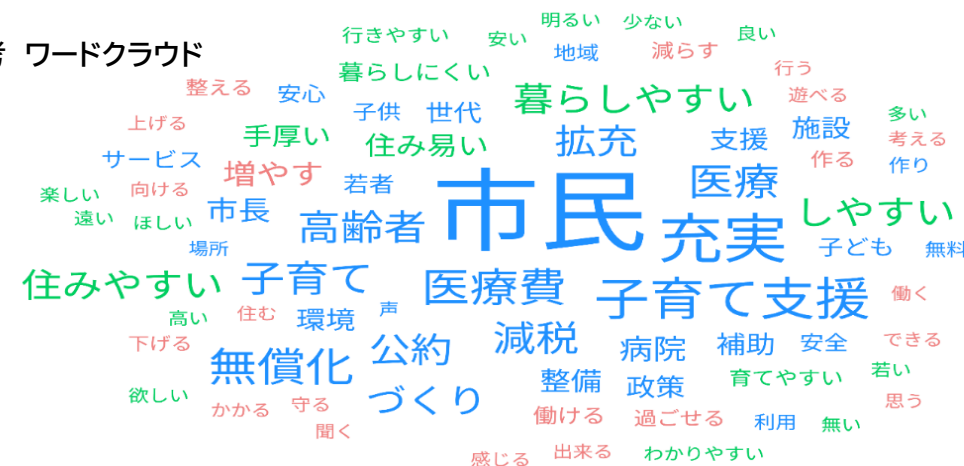 考 ワードクラウド
明るい 少ない
行きやすい 安い 地域 減らす 良い
暮らしにくい 行う
整える 安心 暮らしやすい 遊べる
子供 世代 多い
上げる 手厚い 住み易い 拡充 支援 施設 考える
サービス 増やす 若者 医療 作る 作り
楽しい 向ける 市民
遠い ほしい 市長 高齢者 充実 しやすい
場所 子ども 無料
住みやすい 子育て 医療費 子育て支援 働く
高い 住む 環境 声
下げる 減税 補助 安全 できる
無償化 公約 病院
欲しい づくり 整備 政策 育てやすい 若い
かかる 守る 働ける 過ごせる 利用 無い 思う
聞く
感じる 出来る わかりやすい